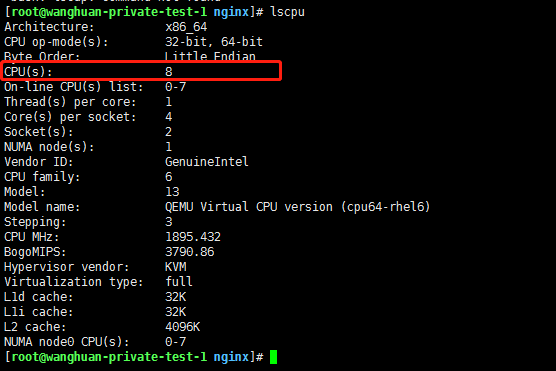 [root@wanghuan-private-test-1 nginx]# lscpu
Architecture: x86_64
CPU op-mode(s): 32-bit, 64-bit
Byte Order: Little Endian
CPU(s): 8
On-line CPU(s) list: 0-7
Thread(s) per core: 1
Core(s) per socket: 4
Socket(s): 2
NUMA node(s): 1
Vendor ID: GenuineIntel
CPU family: 6
Model: 13
Model name: QEMU Virtual CPU version (cpu64-rhel6)
Stepping: 3
CPU MHz: 1895.432
BogoMIPS: 3790.86
Hypervisor vendor: KVM
Virtualization type: full
L1d cache: 32K
L1i cache: 32K
L2 cache: 4096K
NUMA node0 CPU(s): 0-7
[root@wanghuan-private-test-1 nginx]#